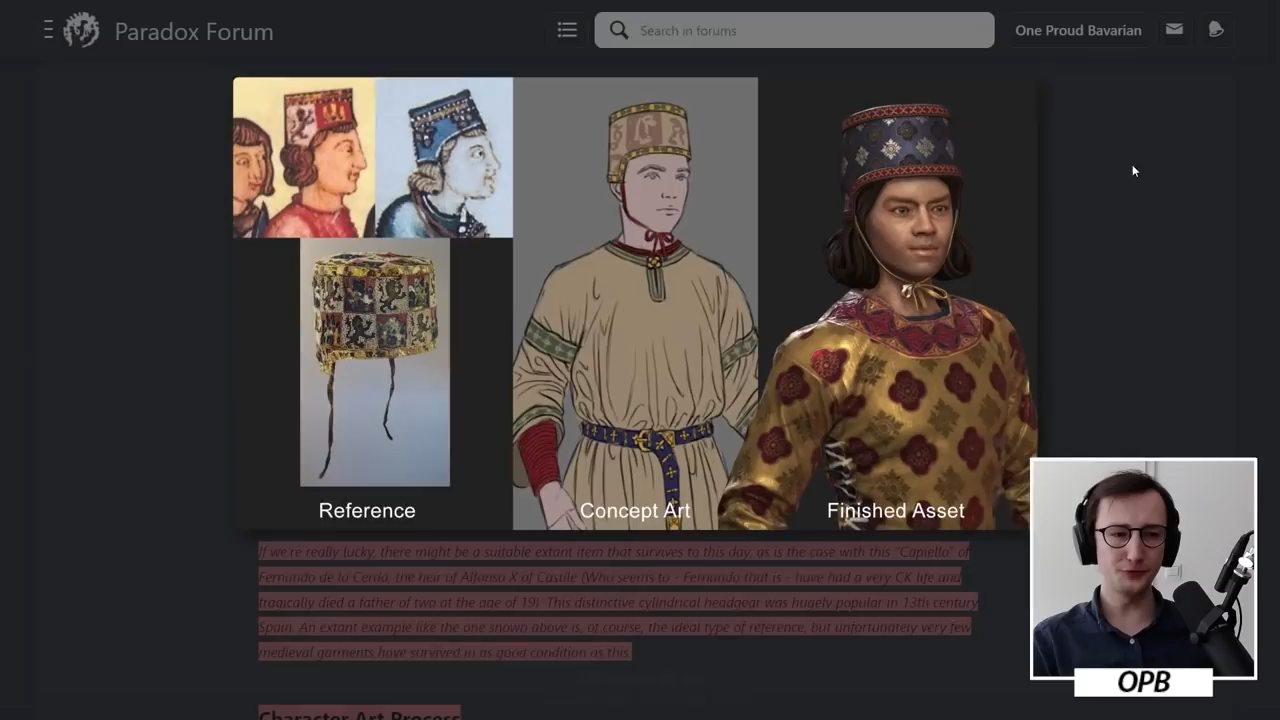 Paradox Forum
Search in forums
One Proud Bavarian
Reference
Concept Art
Finished Asset
If we're really lucky, there might be a suitable extant item that survives to this day, as is the case with this "Capiello" of
Fernando de la Cerda, the heir of Alfonso X of Castile (Who seems to - Fernando that is - have had a very CK life and
tragically died a father of two at the age of 19). This distinctive cylindrical headgear was hugely popular in 13th century
Spain. An extant example like the one shown above is, of course, the ideal type of reference, but unfortunately very few
medieval garments have survived in as good condition as this.
Character Art Process
OPB